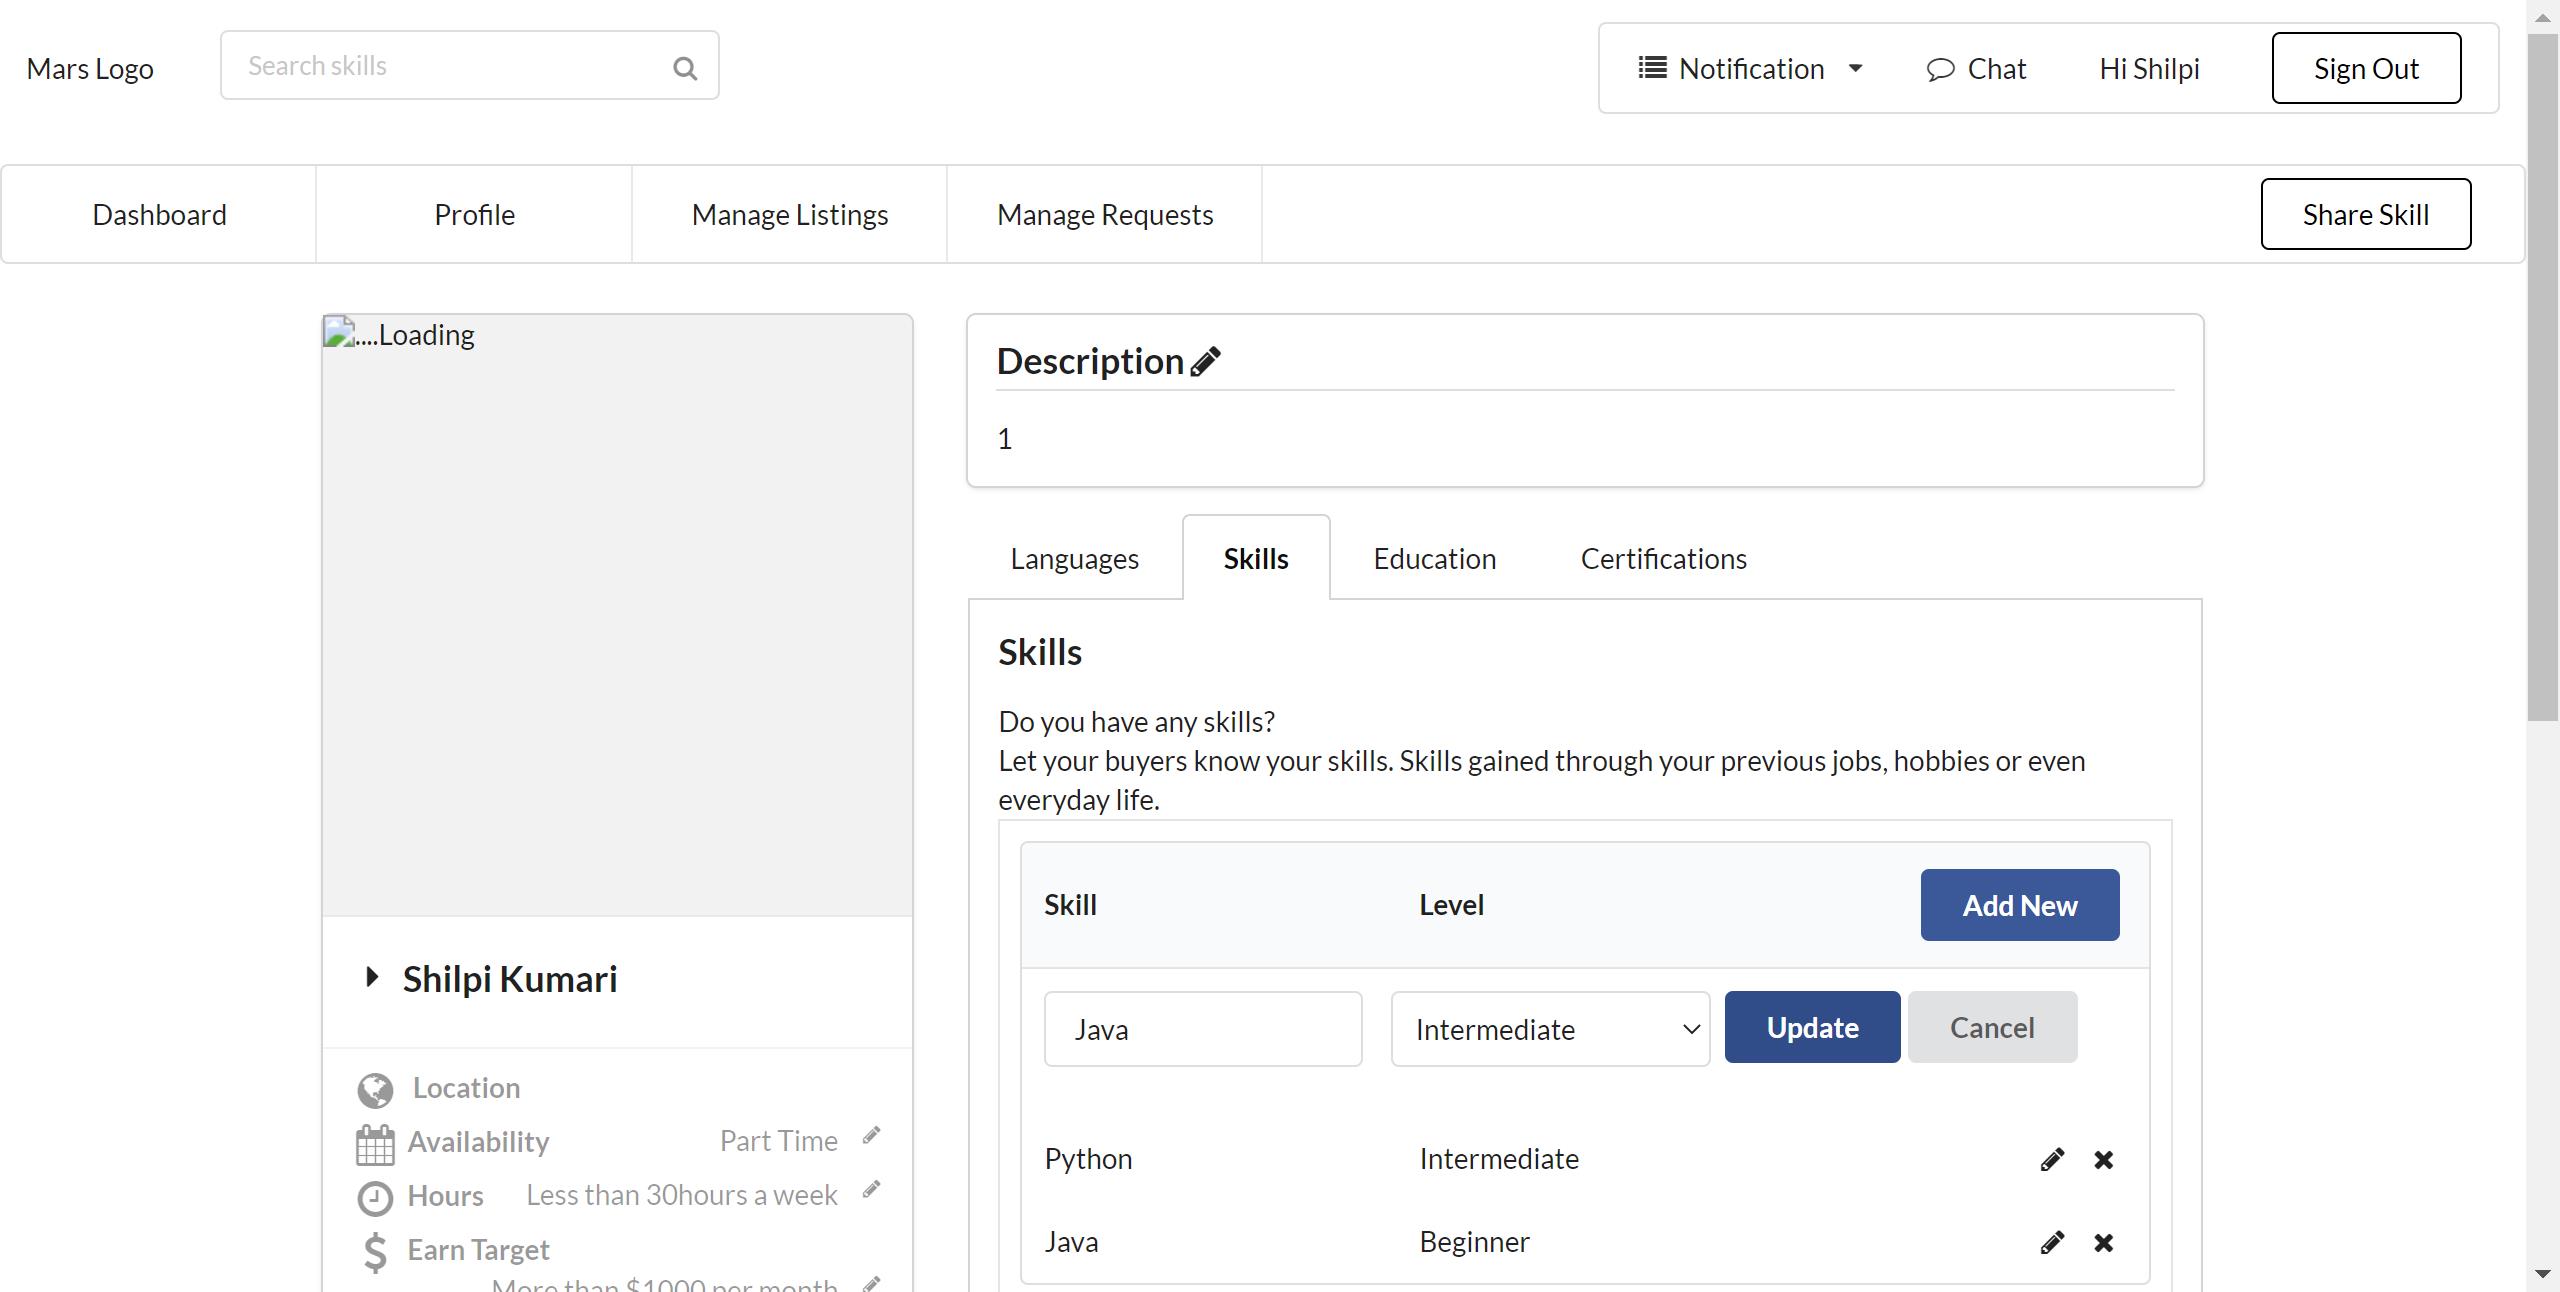 Mars Logo
Search skills
Notification
Chat
Hi Shilpi
Sign Out
Dashboard
Profile
Manage Listings
Manage Requests
Share Skill
....Loading
Shilpi Kumari
Location
Availability
Part Time
Hours
Less than 30hours a week
Earn Target
More than $1000 per month
Description
1
Languages
Skills
Education
Certifications
Skills
Do you have any skills?
Let your buyers know your skills. Skills gained through your previous jobs, hobbies or even
everyday life.
Skill
Level
Add New
Java
Intermediate
Update
Cancel
Python
Intermediate
Java
Beginner